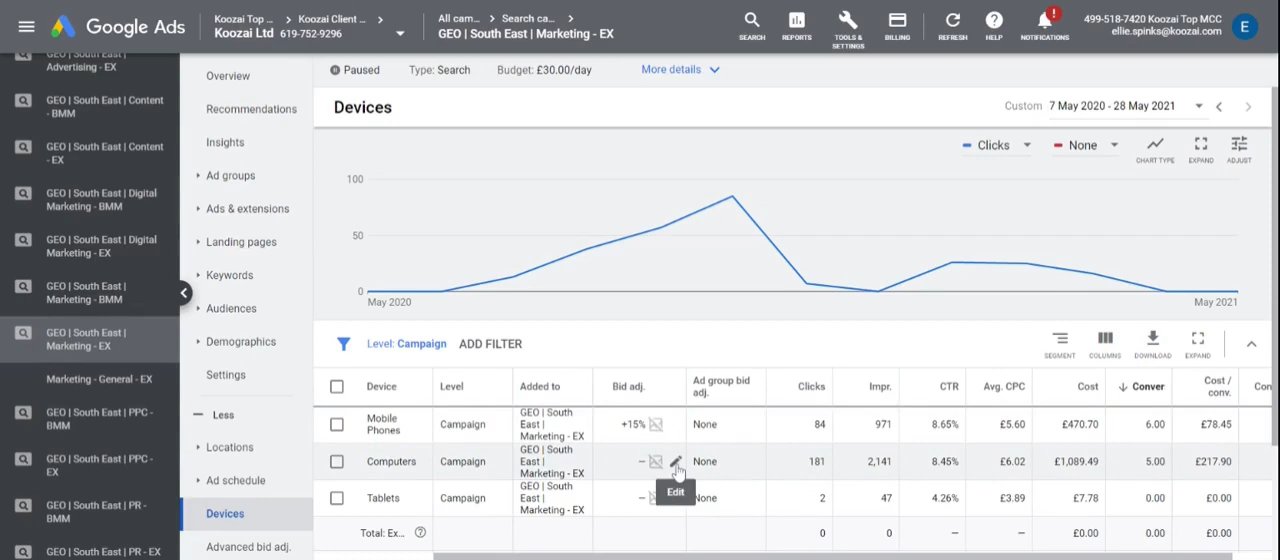 Google Ads
Koozai Top ... > Koozai Client ... >
Koozai Ltd 619-752-9296
All cam... > Search ca... >
GEO | South East | Marketing - EX
SEARCH
REPORTS
TOOLS &
SETTINGS
BILLING
REFRESH
HELP
!
NOTIFICATIONS
499-518-7420 Koozai Top MCC
ellie.spinks@koozai.com
E
GEO | South East |
Advertising - EX
GEO | South East | Content
- BMM
GEO | South East | Content
- EX
GEO | South East | Digital
Marketing - BMM
GEO | South East | Digital
Marketing - EX
GEO | South East |
Marketing - BMM
GEO | South East |
Marketing - EX
Marketing - General - EX
GEO | South East | PPC -
BMM
GEO | South East | PPC -
EX
GEO | South East | PR -
BMM
GEO | South East | PR - EX
Overview
Recommendations
Insights
Ad groups
Ads & extensions
Landing pages
Keywords
Audiences
Demographics
Settings
Less
Locations
Ad schedule
Devices
Advanced bid adj.
Paused Type: Search Budget: £30.00/day More details
Devices
Custom 7 May 2020 - 28 May 2021
Clicks
None
CHART TYPE
EXPAND
ADJUST
100
50
0
May 2020
May 2021
Level: Campaign ADD FILTER
SEGMENT
COLUMNS
DOWNLOAD
EXPAND
Device Level Added to Bid adj. Ad group bid
adj. Clicks Impr. CTR Avg. CPC Cost Conver Cost /
conv. Con
Mobile
Phones Campaign GEO | South
East |
Marketing - EX +15% None 84 971 8.65% £5.60 £470.70 6.00 £78.45
Computers Campaign GEO | South
East |
Marketing - EX – None 181 2,141 8.45% £6.02 £1,089.49 5.00 £217.90
Edit
Tablets Campaign GEO | South
East |
Marketing - EX – None 2 47 4.26% £3.89 £7.78 0.00 £0.00
Total: Ex... 0 0 – – £0.00 0.00 £0.00